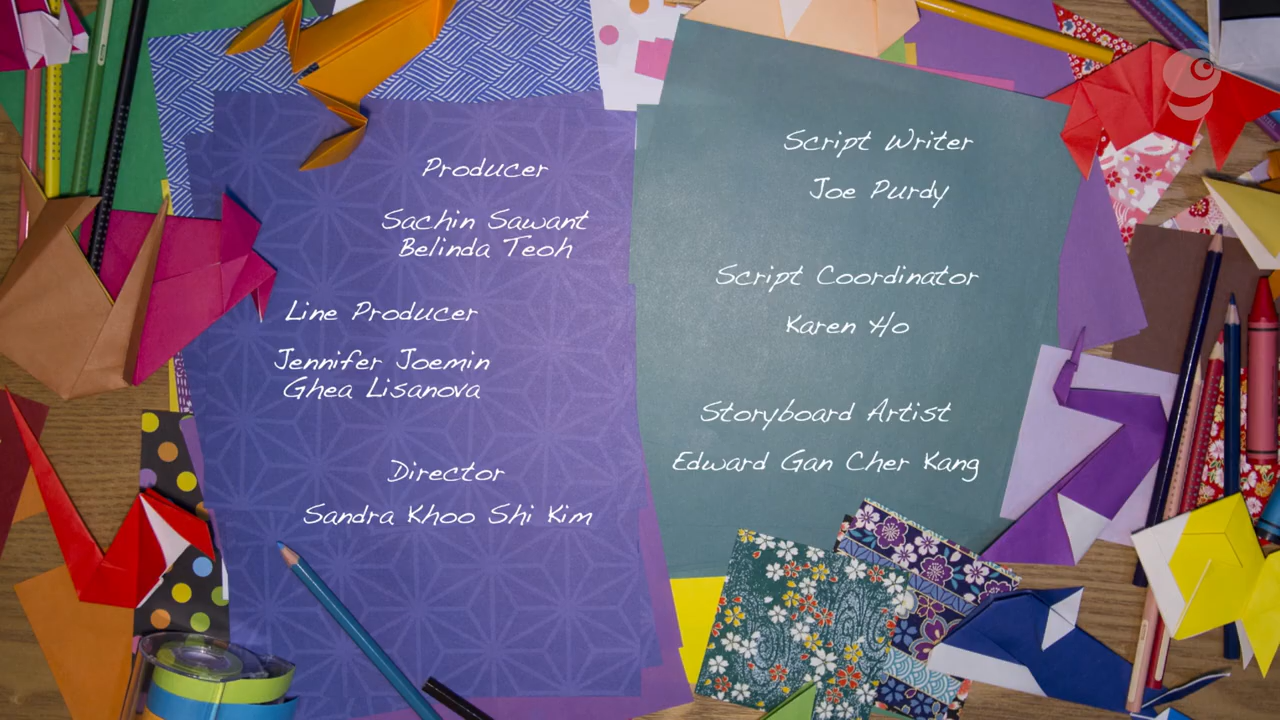 Producer
Sachin Sawant
Belinda Teoh
Line Producer
Jennifer Joemin
Ghea Lisanova
Director
Sandra Khoo Shi Kim
Script Writer
Joe Purdy
Script Coordinator
Karen Ho
Storyboard Artist
Edward Gan Cher Kang